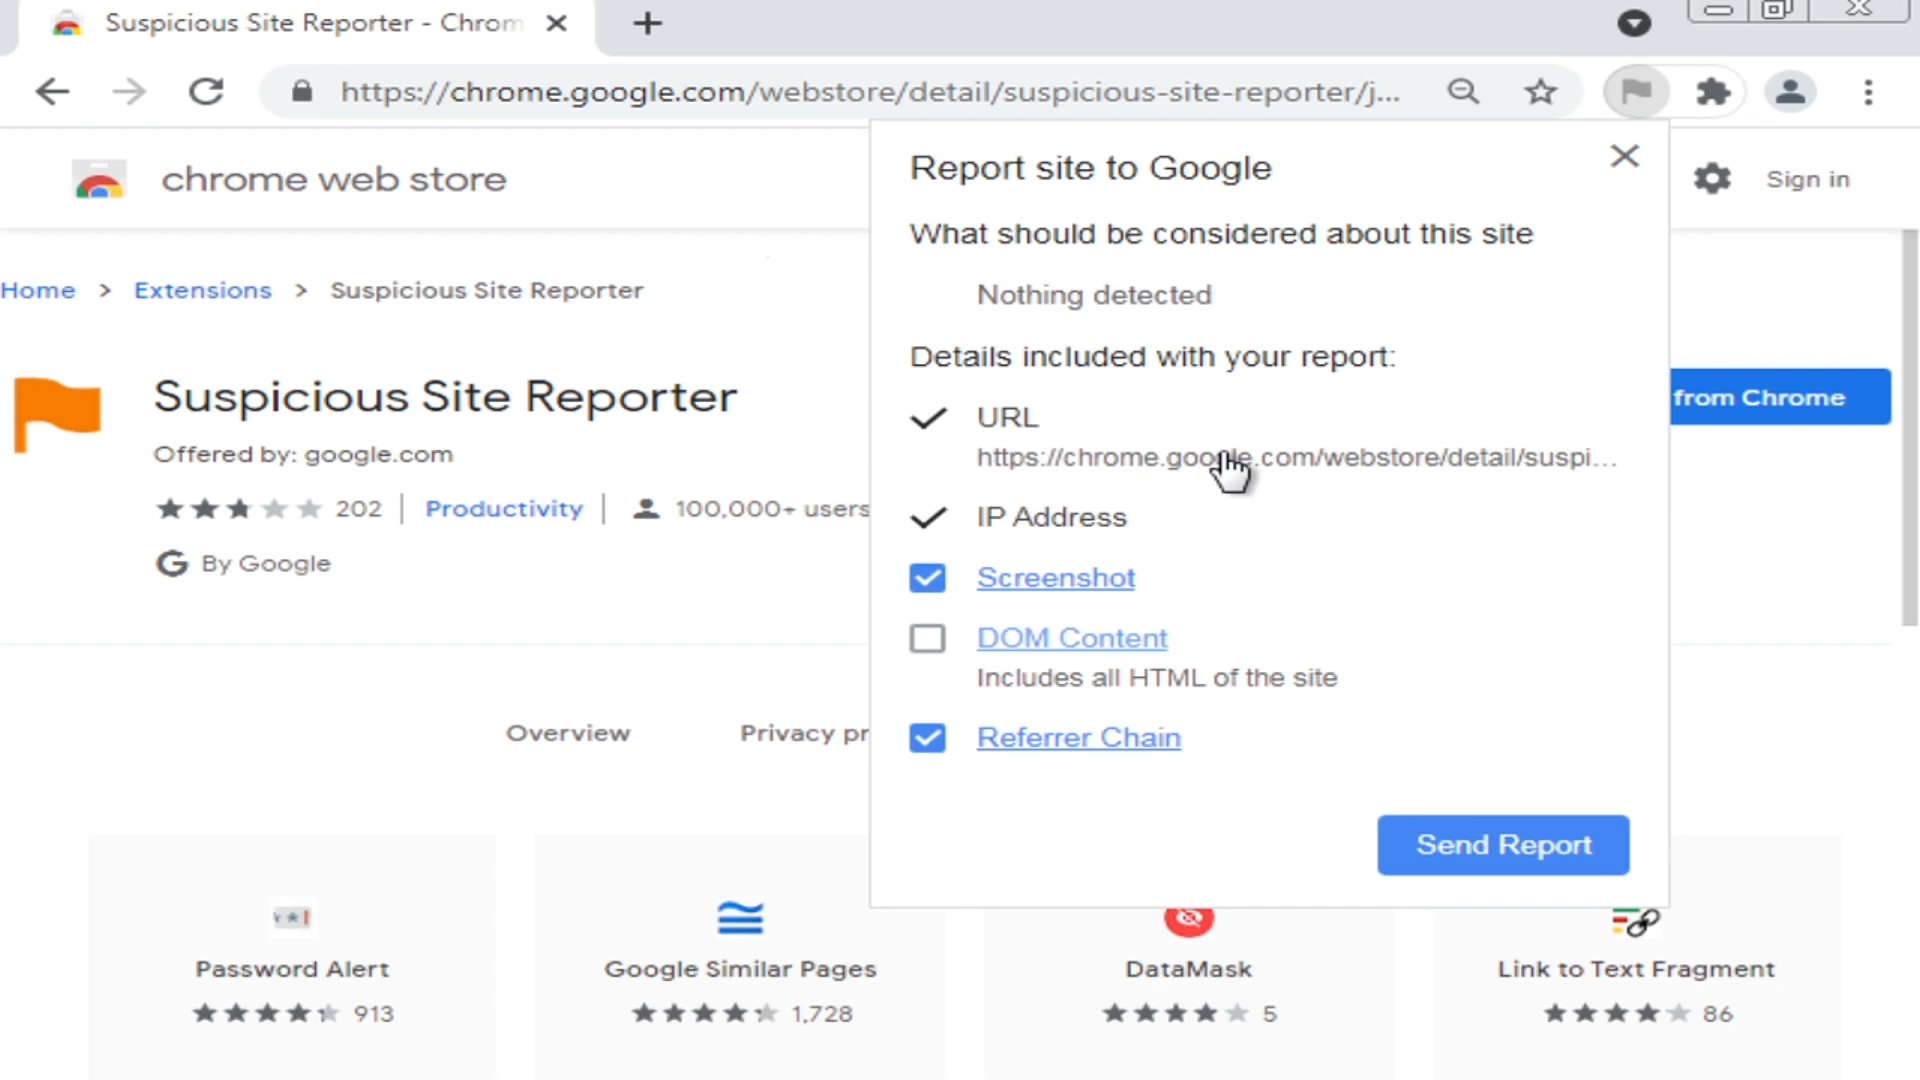 Suspicious Site Reporter - Chrom
https://chrome.google.com/webstore/detail/suspicious-site-reporter/j...
chrome web store
Sign in
Home > Extensions > Suspicious Site Reporter
Suspicious Site Reporter
Offered by: google.com
202 | Productivity | 100,000+ users
By Google
from Chrome
Overview
Privacy pr
Report site to Google
What should be considered about this site
Nothing detected
Details included with your report:
URL
https://chrome.google.com/webstore/detail/suspi...
IP Address
Screenshot
DOM Content
Includes all HTML of the site
Referrer Chain
Send Report
Password Alert
913
Google Similar Pages
1,728
DataMask
5
Link to Text Fragment
86